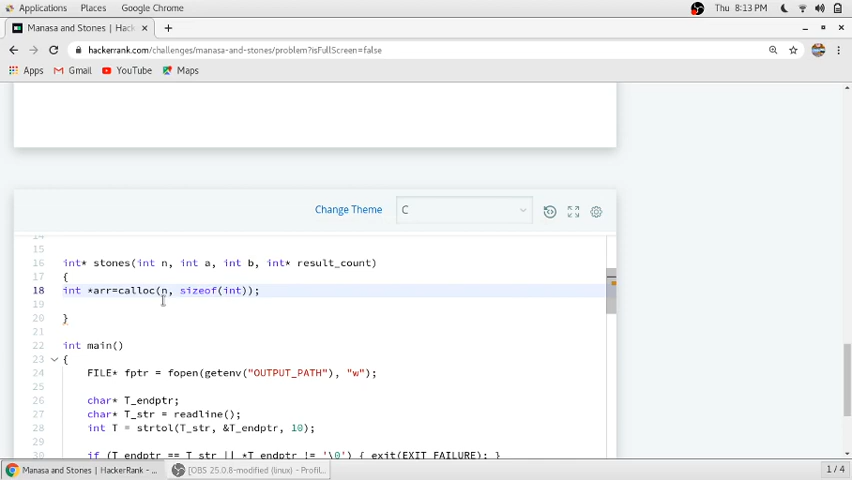 Applications Places Google Chrome Thu 8:13 PM
Manasa and Stones | Hack
hackerrank.com/challenges/manasa-and-stones/problem?isFullScreen=false
Apps Gmail YouTube Maps
Change Theme C
14
15
16 int* stones(int n, int a, int b, int* result_count)
17 {
18 int *arr=calloc(n, sizeof(int));
19
20 }
21
22 int main()
23 {
24 FILE* fptr = fopen(getenv("OUTPUT_PATH"), "w");
25
26 char* T_endptr;
27 char* T_str = readline();
28 int T = strtol(T_str, &T_endptr, 10);
29
30 if (T_endptr == T_str || *T_endptr != '\0') { exit(EXIT_FAILURE); }
Manasa and Stones | HackerRank - ... [OBS 25.0.8-modified (linux) - Profil... 1 / 4